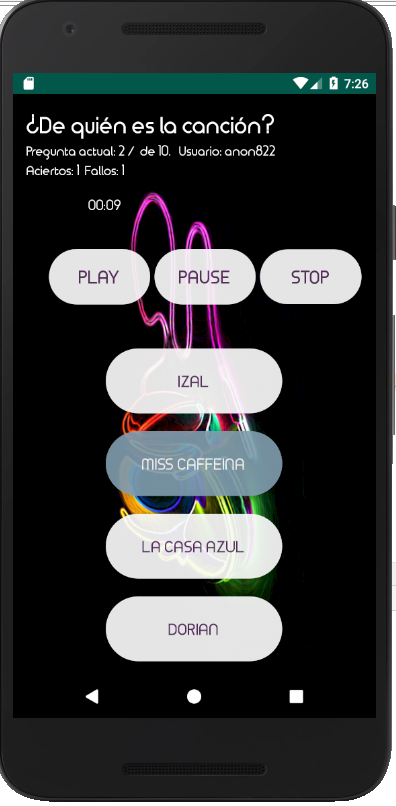 7:26
¿De quién es la canción?
Pregunta actual: 2 / de 10. Usuario: anon822
Aciertos: 1 Fallos: 1
00:09
PLAY PAUSE STOP
IZAL
MISS CAFFEINA
LA CASA AZUL
DORIAN